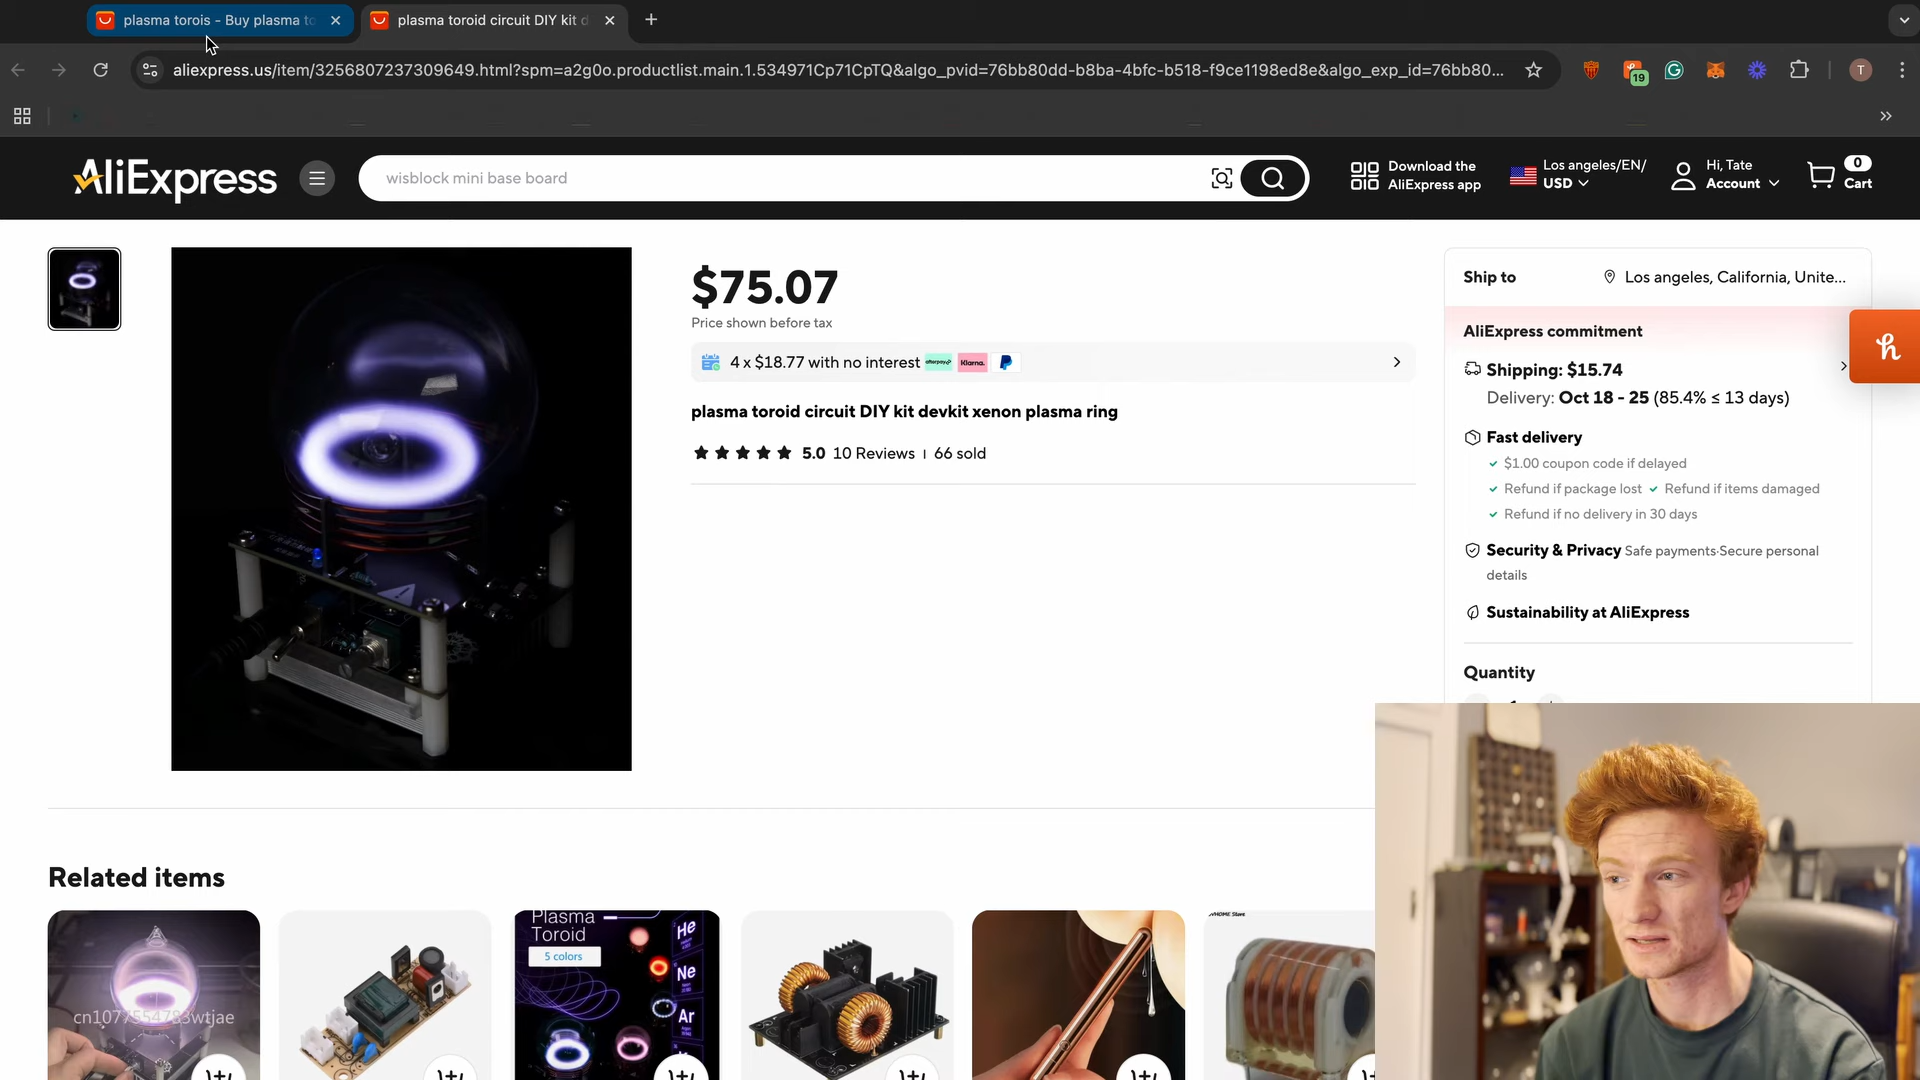 plasma torois - Buy plasma to
plasma toroid circuit DIY kit d
aliexpress.us/item/3256807237309649.html?spm=a2g0o.productlist.main.1.534971Cp71CpTQ&algo_pvid=76bb80dd-b8ba-4bfc-b518-f9ce1198ed8e&algo_exp_id=76bb80...
19
T
AliExpress
wisblock mini base board
Download the
AliExpress app
Los angeles/EN/
USD
Hi, Tate
Account
0
Cart
$75.07
Price shown before tax
4 x $18.77 with no interest afterpay Klarna.
plasma toroid circuit DIY kit devkit xenon plasma ring
5.0 10 Reviews | 66 sold
Ship to
Los angeles, California, Unite...
AliExpress commitment
Shipping: $15.74
Delivery: Oct 18 - 25 (85.4% ≤ 13 days)
Fast delivery
$1.00 coupon code if delayed
Refund if package lost
Refund if items damaged
Refund if no delivery in 30 days
Security & Privacy Safe payments·Secure personal
details
Sustainability at AliExpress
Quantity
Related items
cn1077554783wtjae
Plasma
Toroid
5 colors
He
Ne
Ar